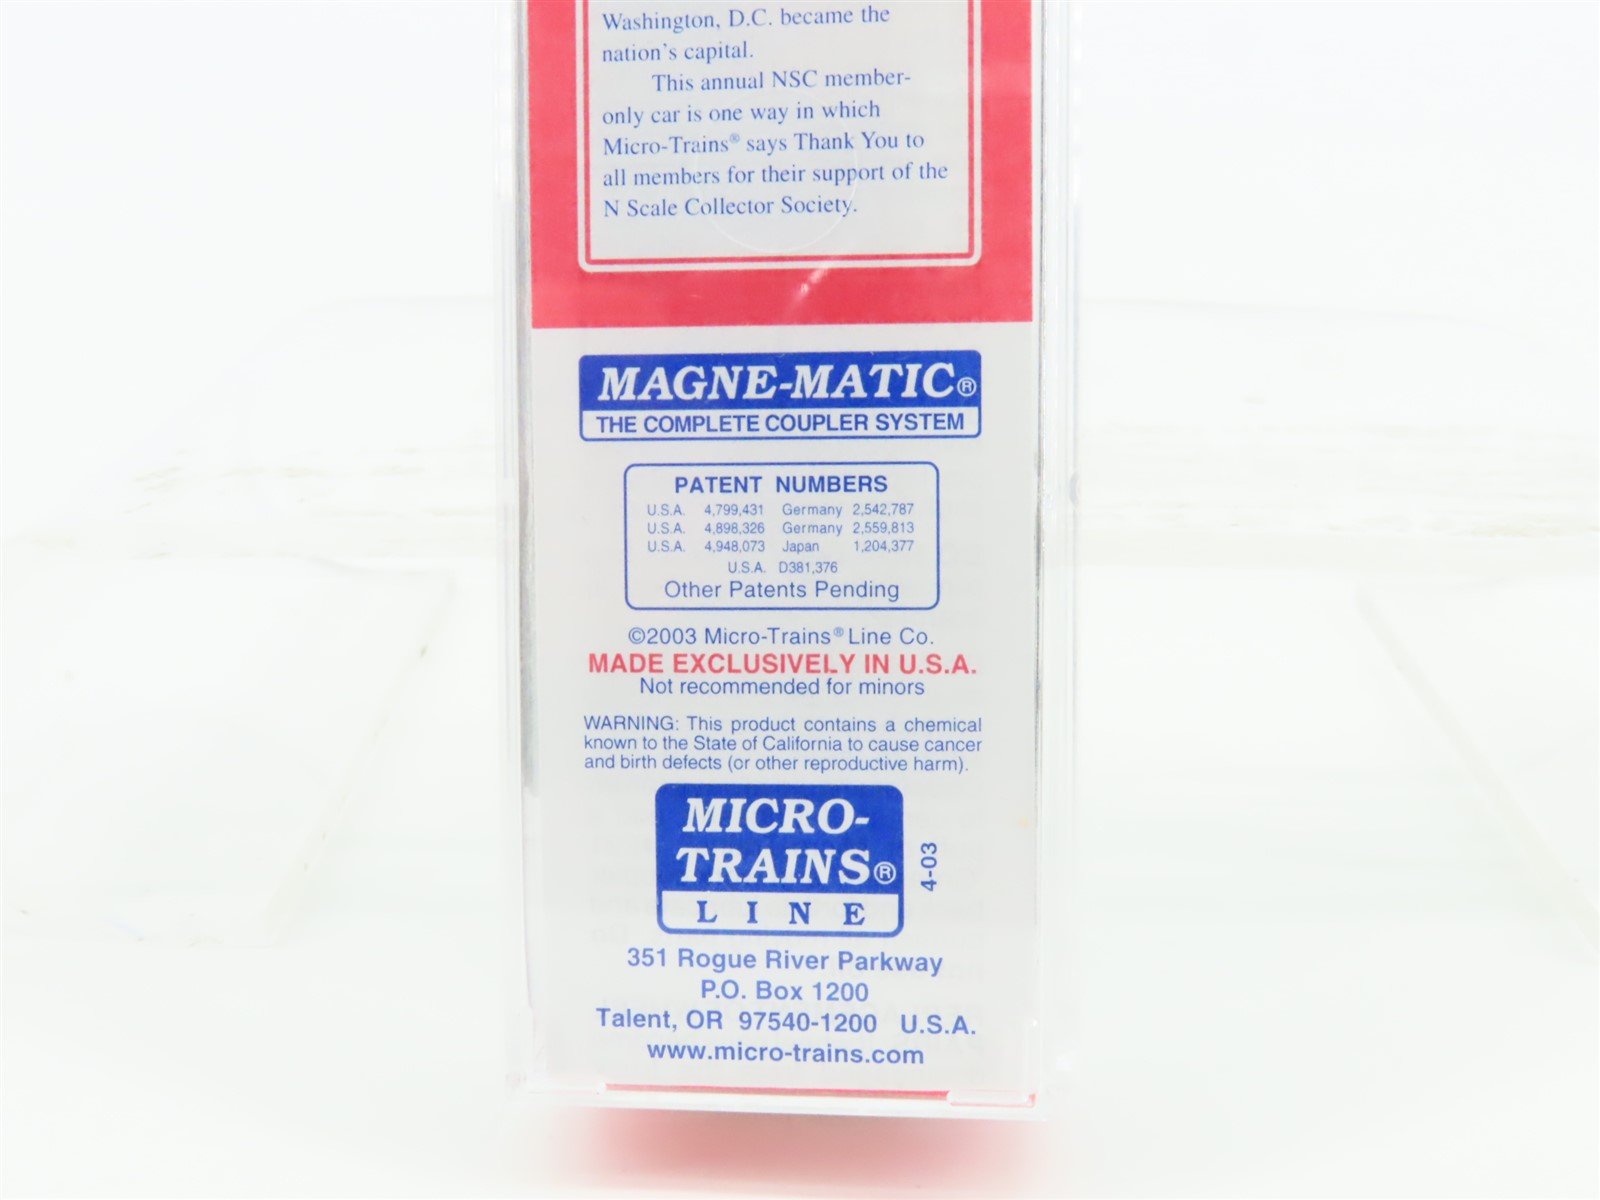 Washington, D.C. became the
nation's capital.
This annual NSC member-
only car is one way in which
Micro-Trains® says Thank You to
all members for their support of the
N Scale Collector Society.
MAGNE-MATIC®
THE COMPLETE COUPLER SYSTEM
PATENT NUMBERS
U.S.A. 4,799,431 Germany 2,542,787
U.S.A. 4,898,326 Germany 2,559,813
U.S.A. 4,948,073 Japan 1,204,377
U.S.A. D381,376
Other Patents Pending
©2003 Micro-Trains® Line Co.
MADE EXCLUSIVELY IN U.S.A.
Not recommended for minors
WARNING: This product contains a chemical
known to the State of California to cause cancer
and birth defects (or other reproductive harm).
MICRO-
TRAINS®
LINE
4-03
351 Rogue River Parkway
P.O. Box 1200
Talent, OR 97540-1200 U.S.A.
www.micro-trains.com